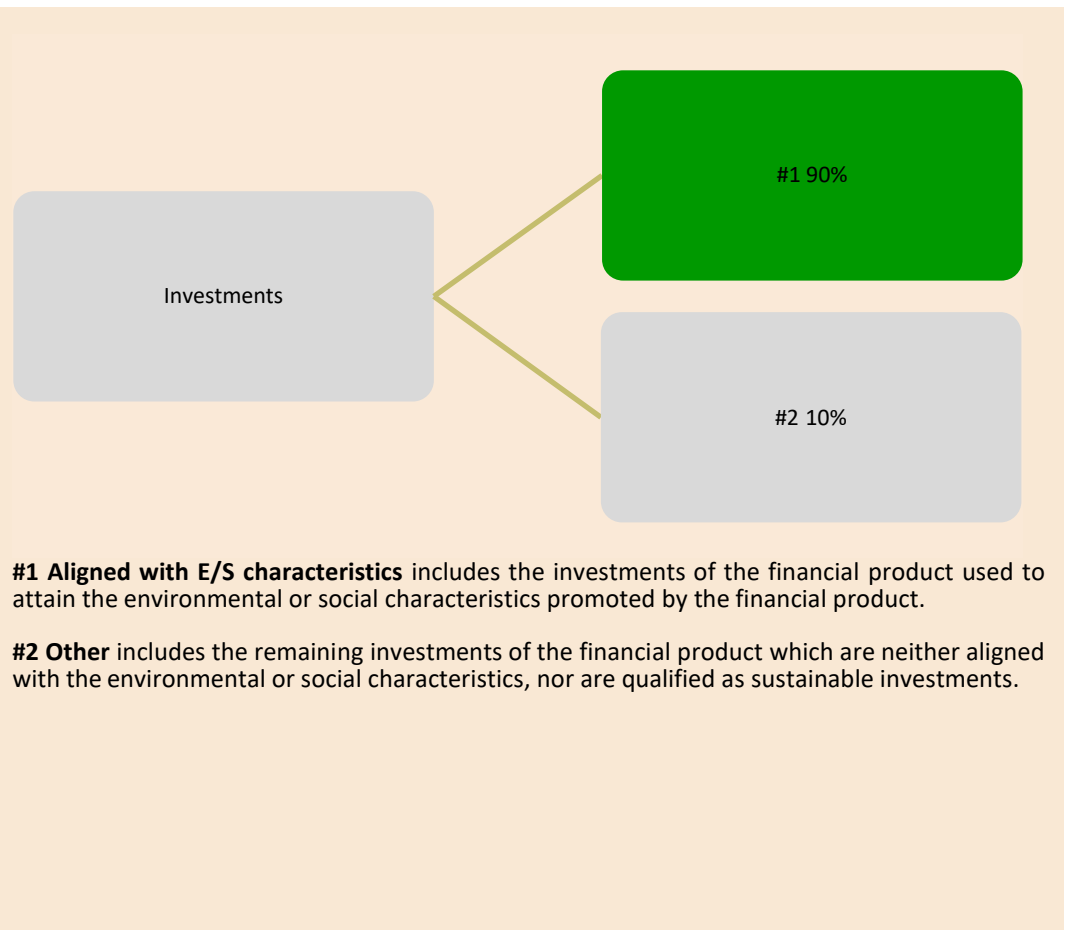 #1 90%
Investments
#2 10%
#1 Aligned with E/S characteristics includes the investments of the financial product used to
attain the environmental or social characteristics promoted by the financial product.
#2 Other includes the remaining investments of the financial product which are neither aligned
with the environmental or social characteristics, nor are qualified as sustainable investments.